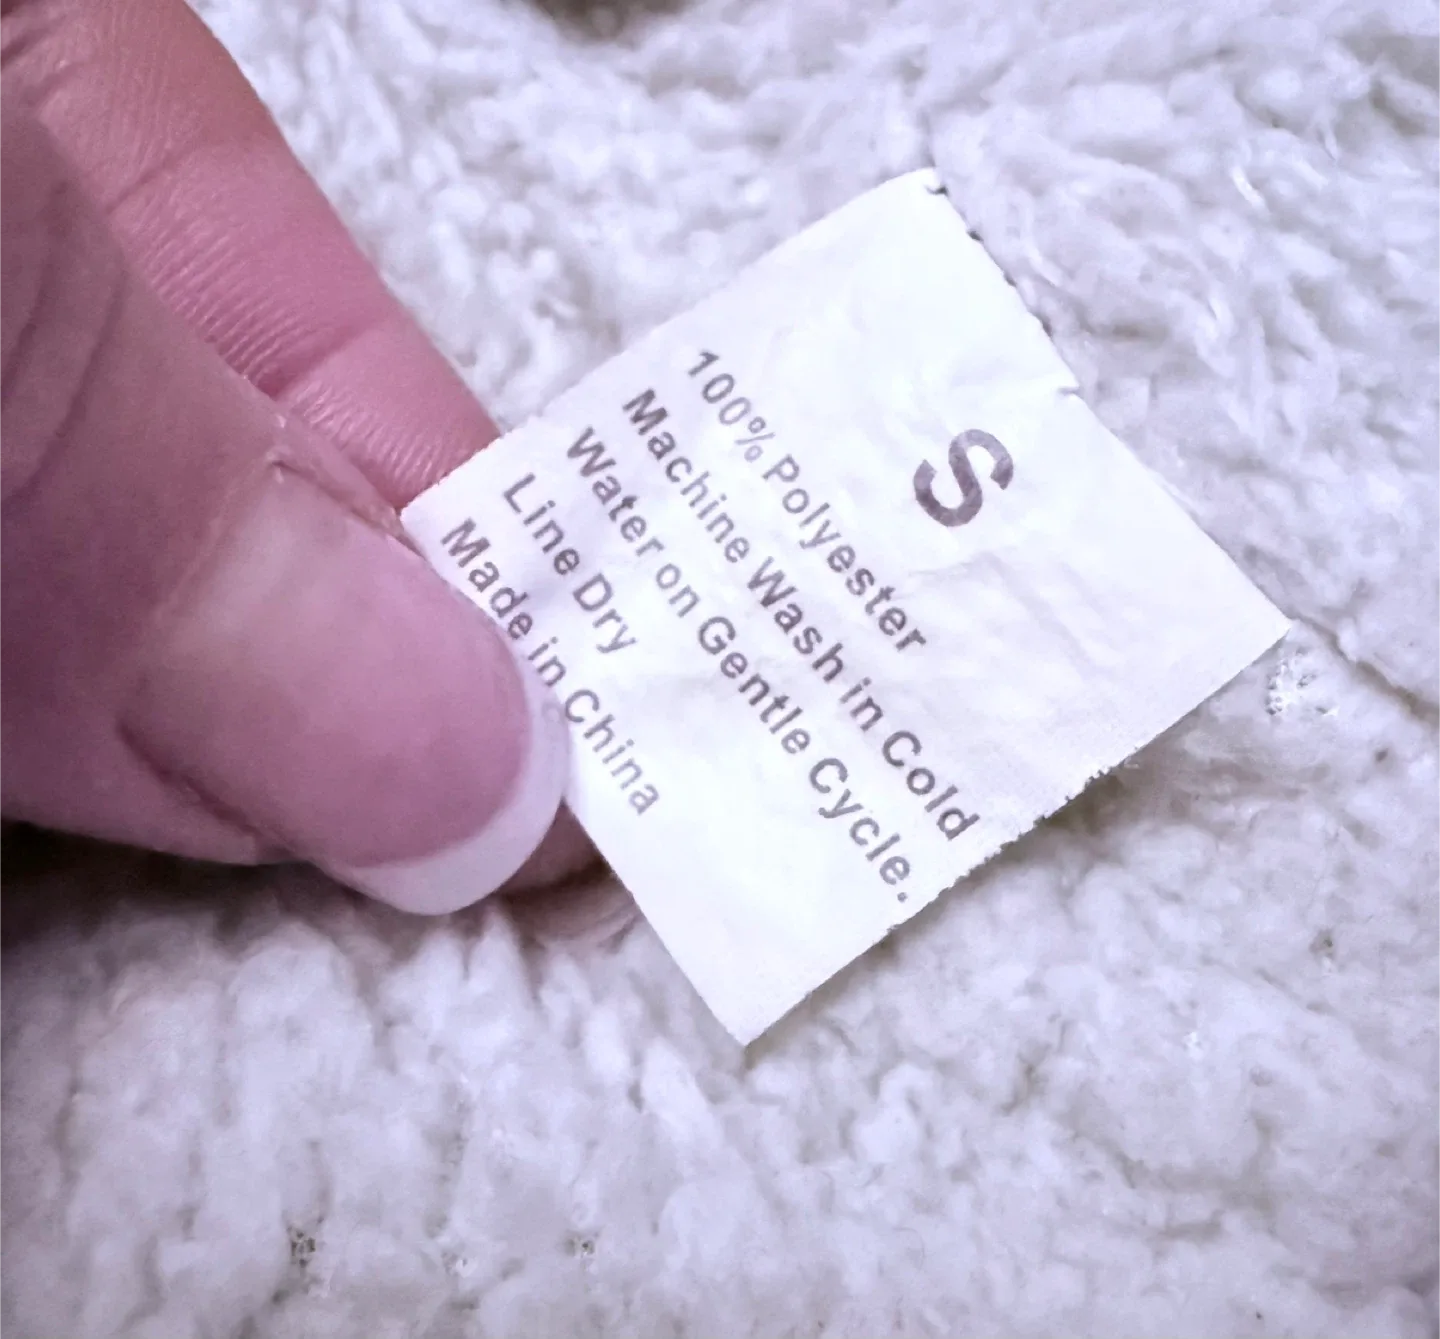 S
100% Polyester
Machine Wash in Cold
Water on Gentle Cycle.
Line Dry
Made in China